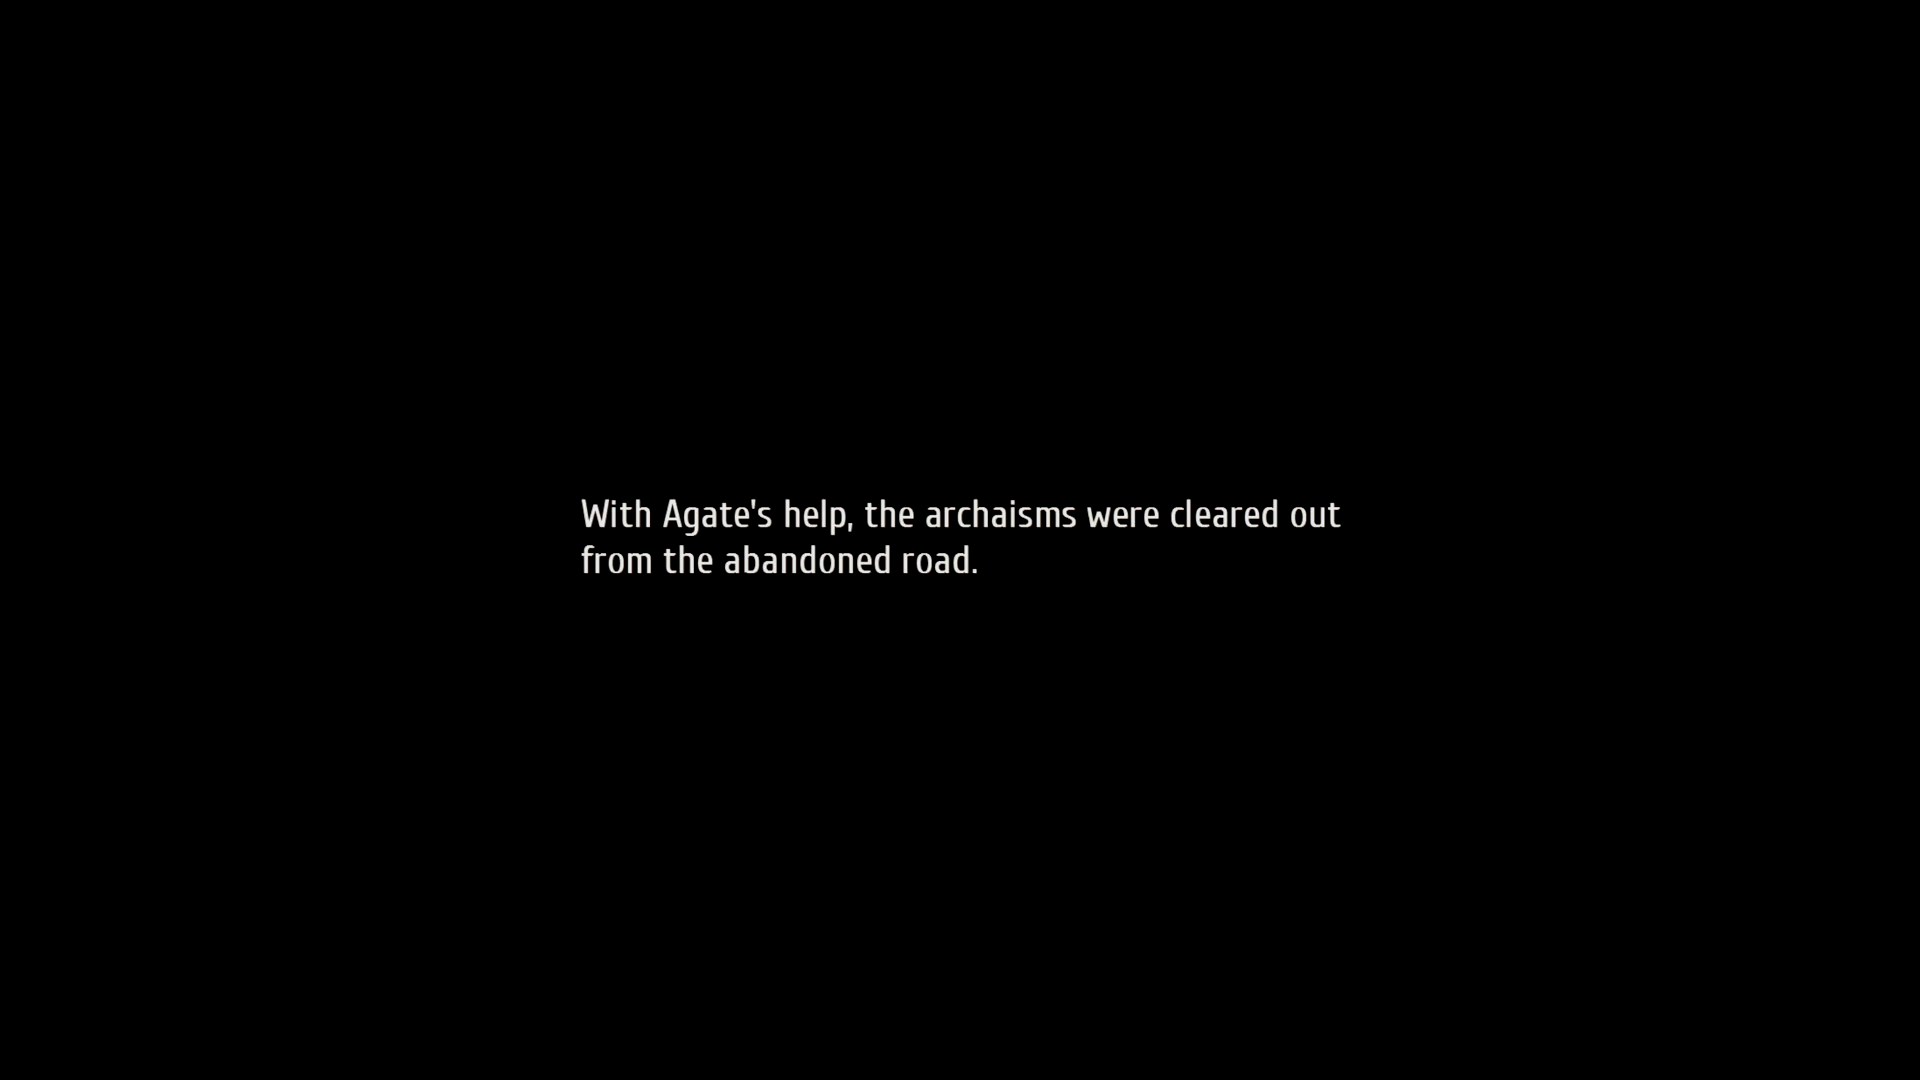 With Agate's help, the archaisms were cleared out
from the abandoned road.